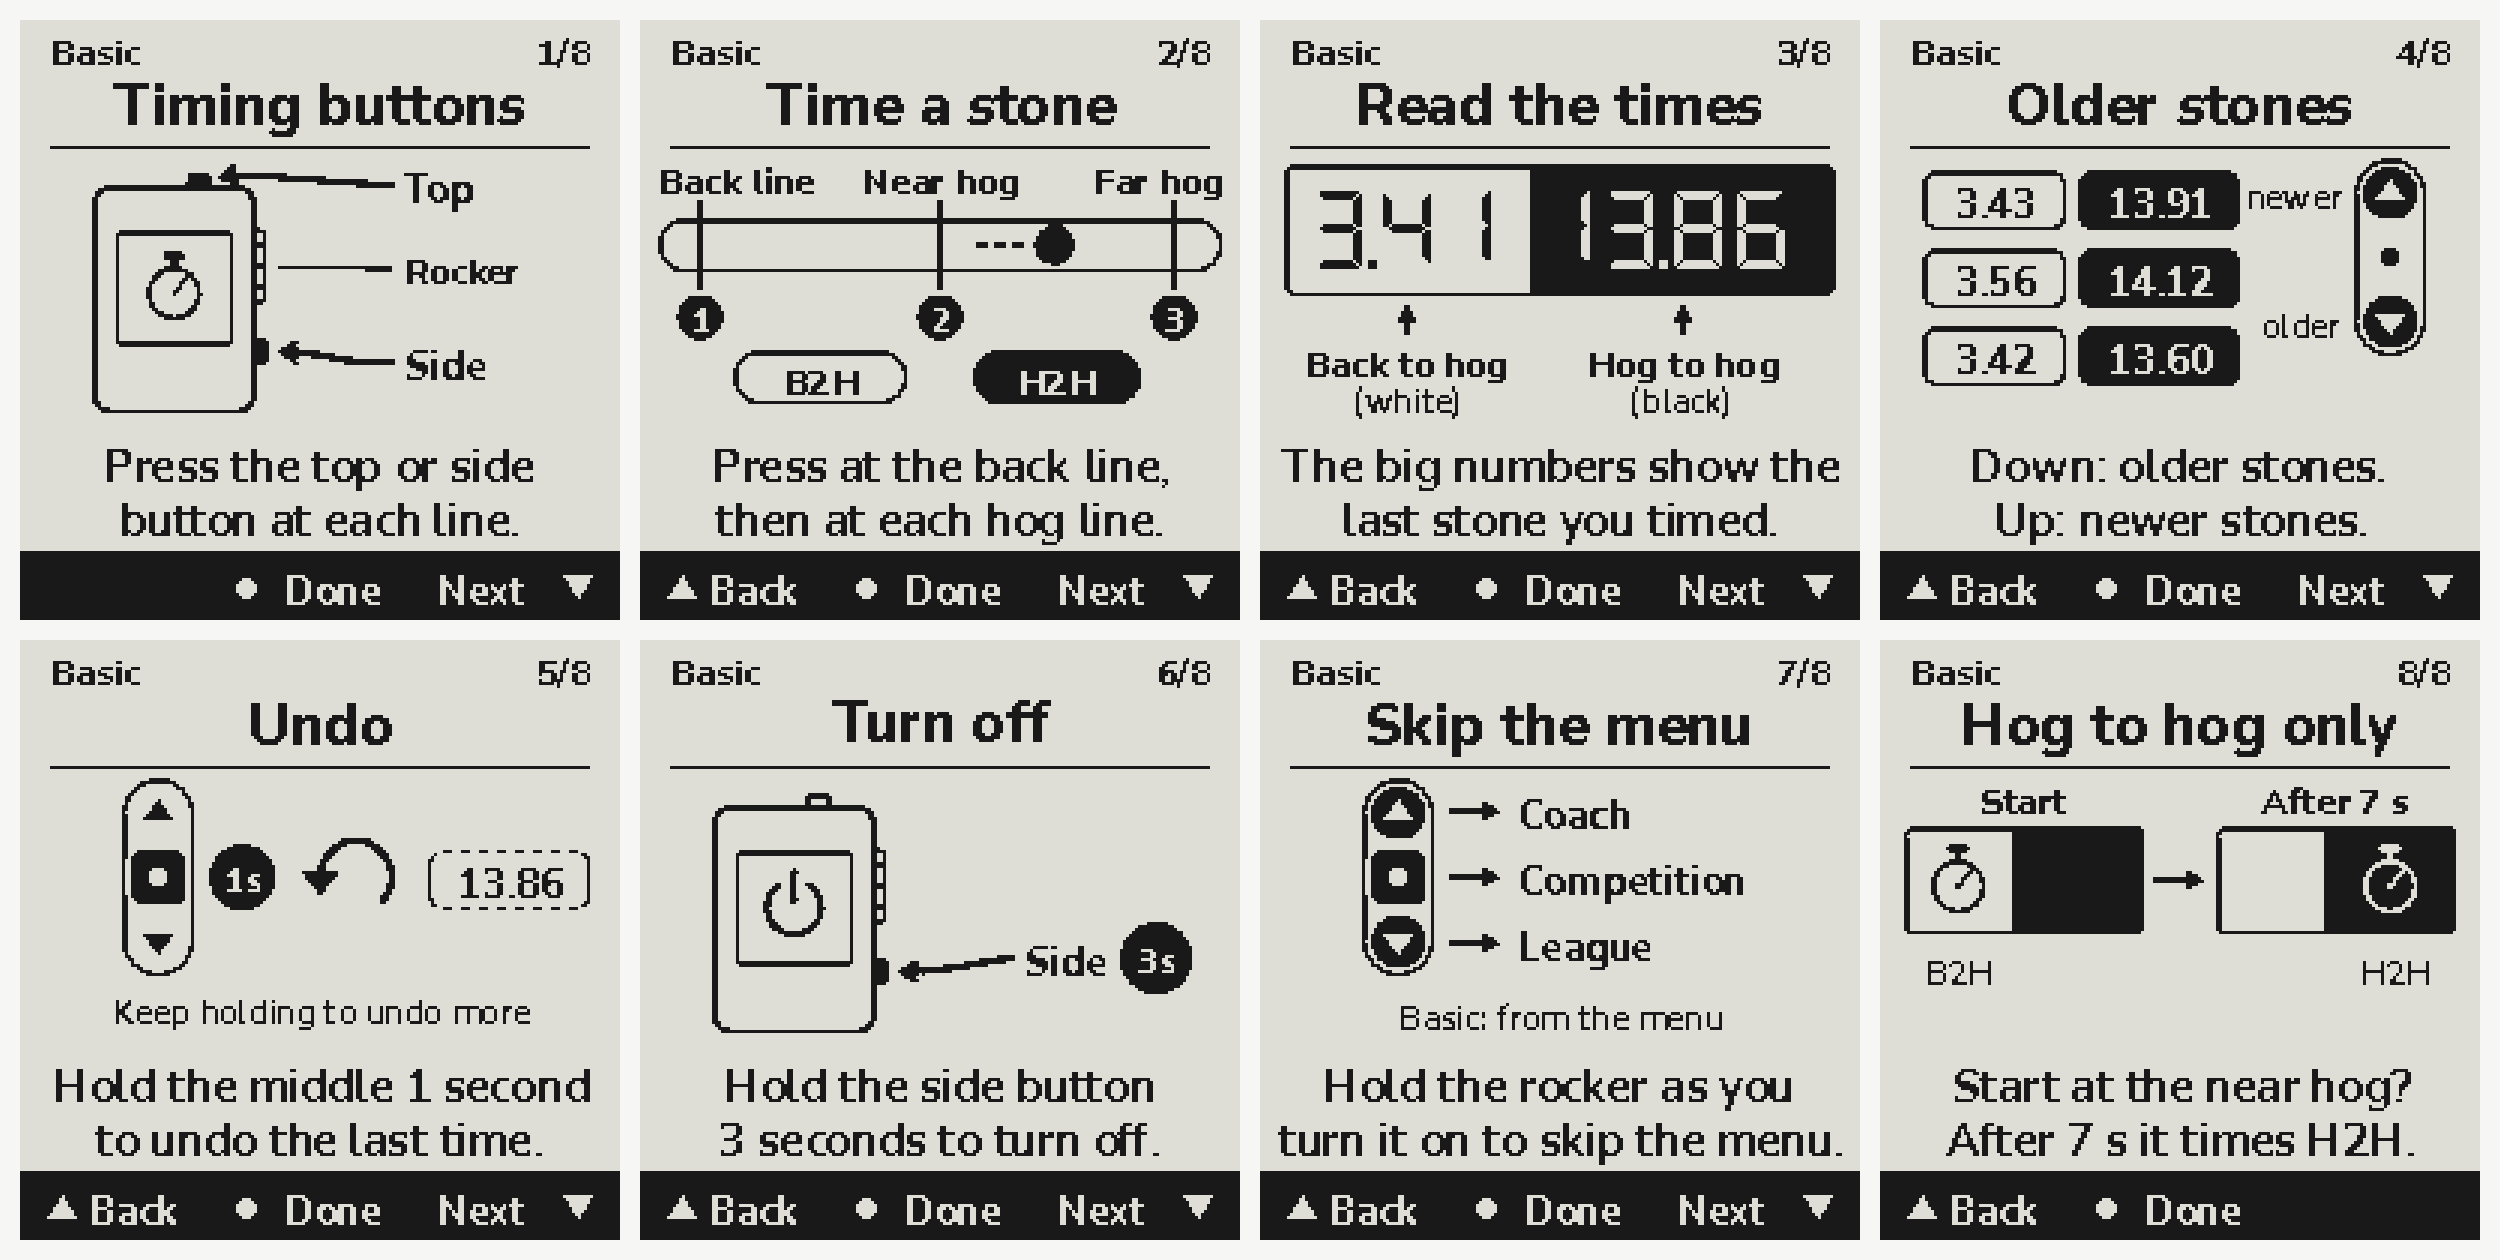 Basic 1/8
Timing buttons
Top
Rocker
Side
Press the top or side
button at each line.
Done Next
Basic 2/8
Time a stone
Back line Near hog Far hog
1 2 3
B2H H2H
Press at the back line,
then at each hog line.
Back Done Next
Basic 3/8
Read the times
3.41 13.86
Back to hog Hog to hog
(white) (black)
The big numbers show the
last stone you timed.
Back Done Next
Basic 4/8
Older stones
3.43 13.91 newer
3.56 14.12
older
3.42 13.60
Down: older stones.
Up: newer stones.
Back Done Next
Basic 5/8
Undo
1s 13.86
Keep holding to undo more
Hold the middle 1 second
to undo the last time.
Back Done Next
Basic 6/8
Turn off
Side 3s
Hold the side button
3 seconds to turn off.
Back Done Next
Basic 7/8
Skip the menu
Coach
Competition
League
Basic: from the menu
Hold the rocker as you
turn it on to skip the menu.
Back Done Next
Basic 8/8
Hog to hog only
Start After 7 s
B2H H2H
Start at the near hog?
After 7 s it times H2H.
Back Done